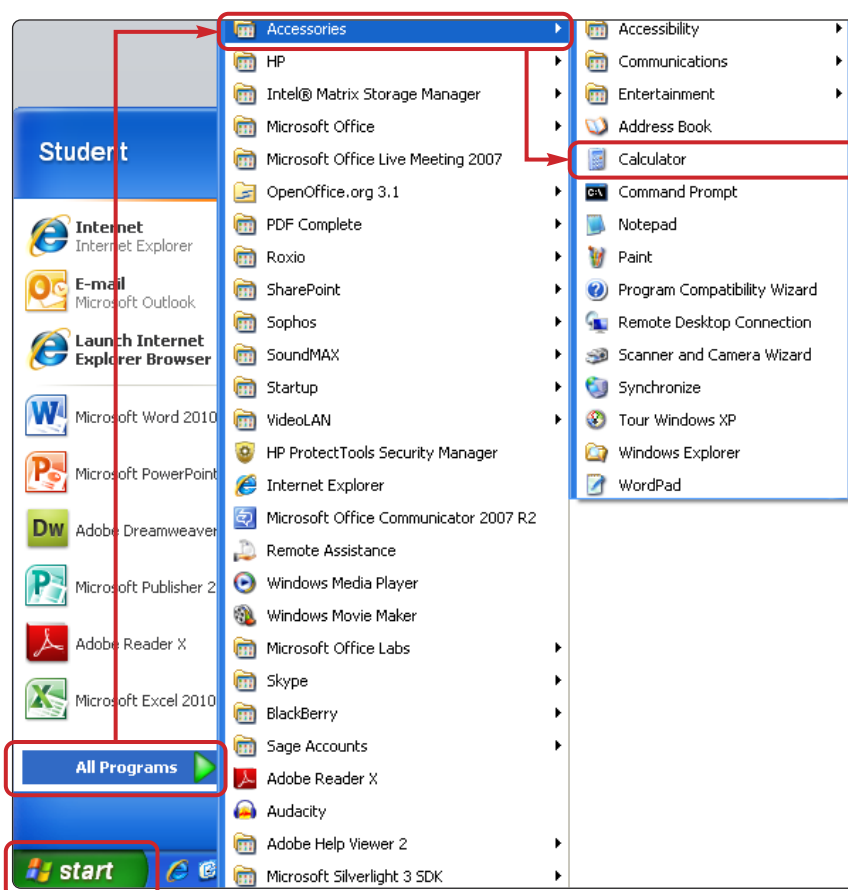 Student
Internet
Internet Explorer
E-mail
Microsoft Outlook
Launch Internet
Explorer Browser
W
Microsoft Word 2010
P
Microsoft PowerPoint
Dw
Adobe Dreamweaver
P
Microsoft Publisher 2
Adobe Reader X
X
Microsoft Excel 2010
All Programs
start
Accessories
HP
Intel® Matrix Storage Manager
Microsoft Office
Microsoft Office Live Meeting 2007
OpenOffice.org 3.1
PDF Complete
Roxio
SharePoint
Sophos
SoundMAX
Startup
VideoLAN
HP ProtectTools Security Manager
Internet Explorer
Microsoft Office Communicator 2007 R2
Remote Assistance
Windows Media Player
Windows Movie Maker
Microsoft Office Labs
Skype
BlackBerry
Sage Accounts
Adobe Reader X
Audacity
Adobe Help Viewer 2
Microsoft Silverlight 3 SDK
Accessibility
Communications
Entertainment
Address Book
Calculator
C:\
Command Prompt
Notepad
Paint
Program Compatibility Wizard
Remote Desktop Connection
Scanner and Camera Wizard
Synchronize
Tour Windows XP
Windows Explorer
WordPad